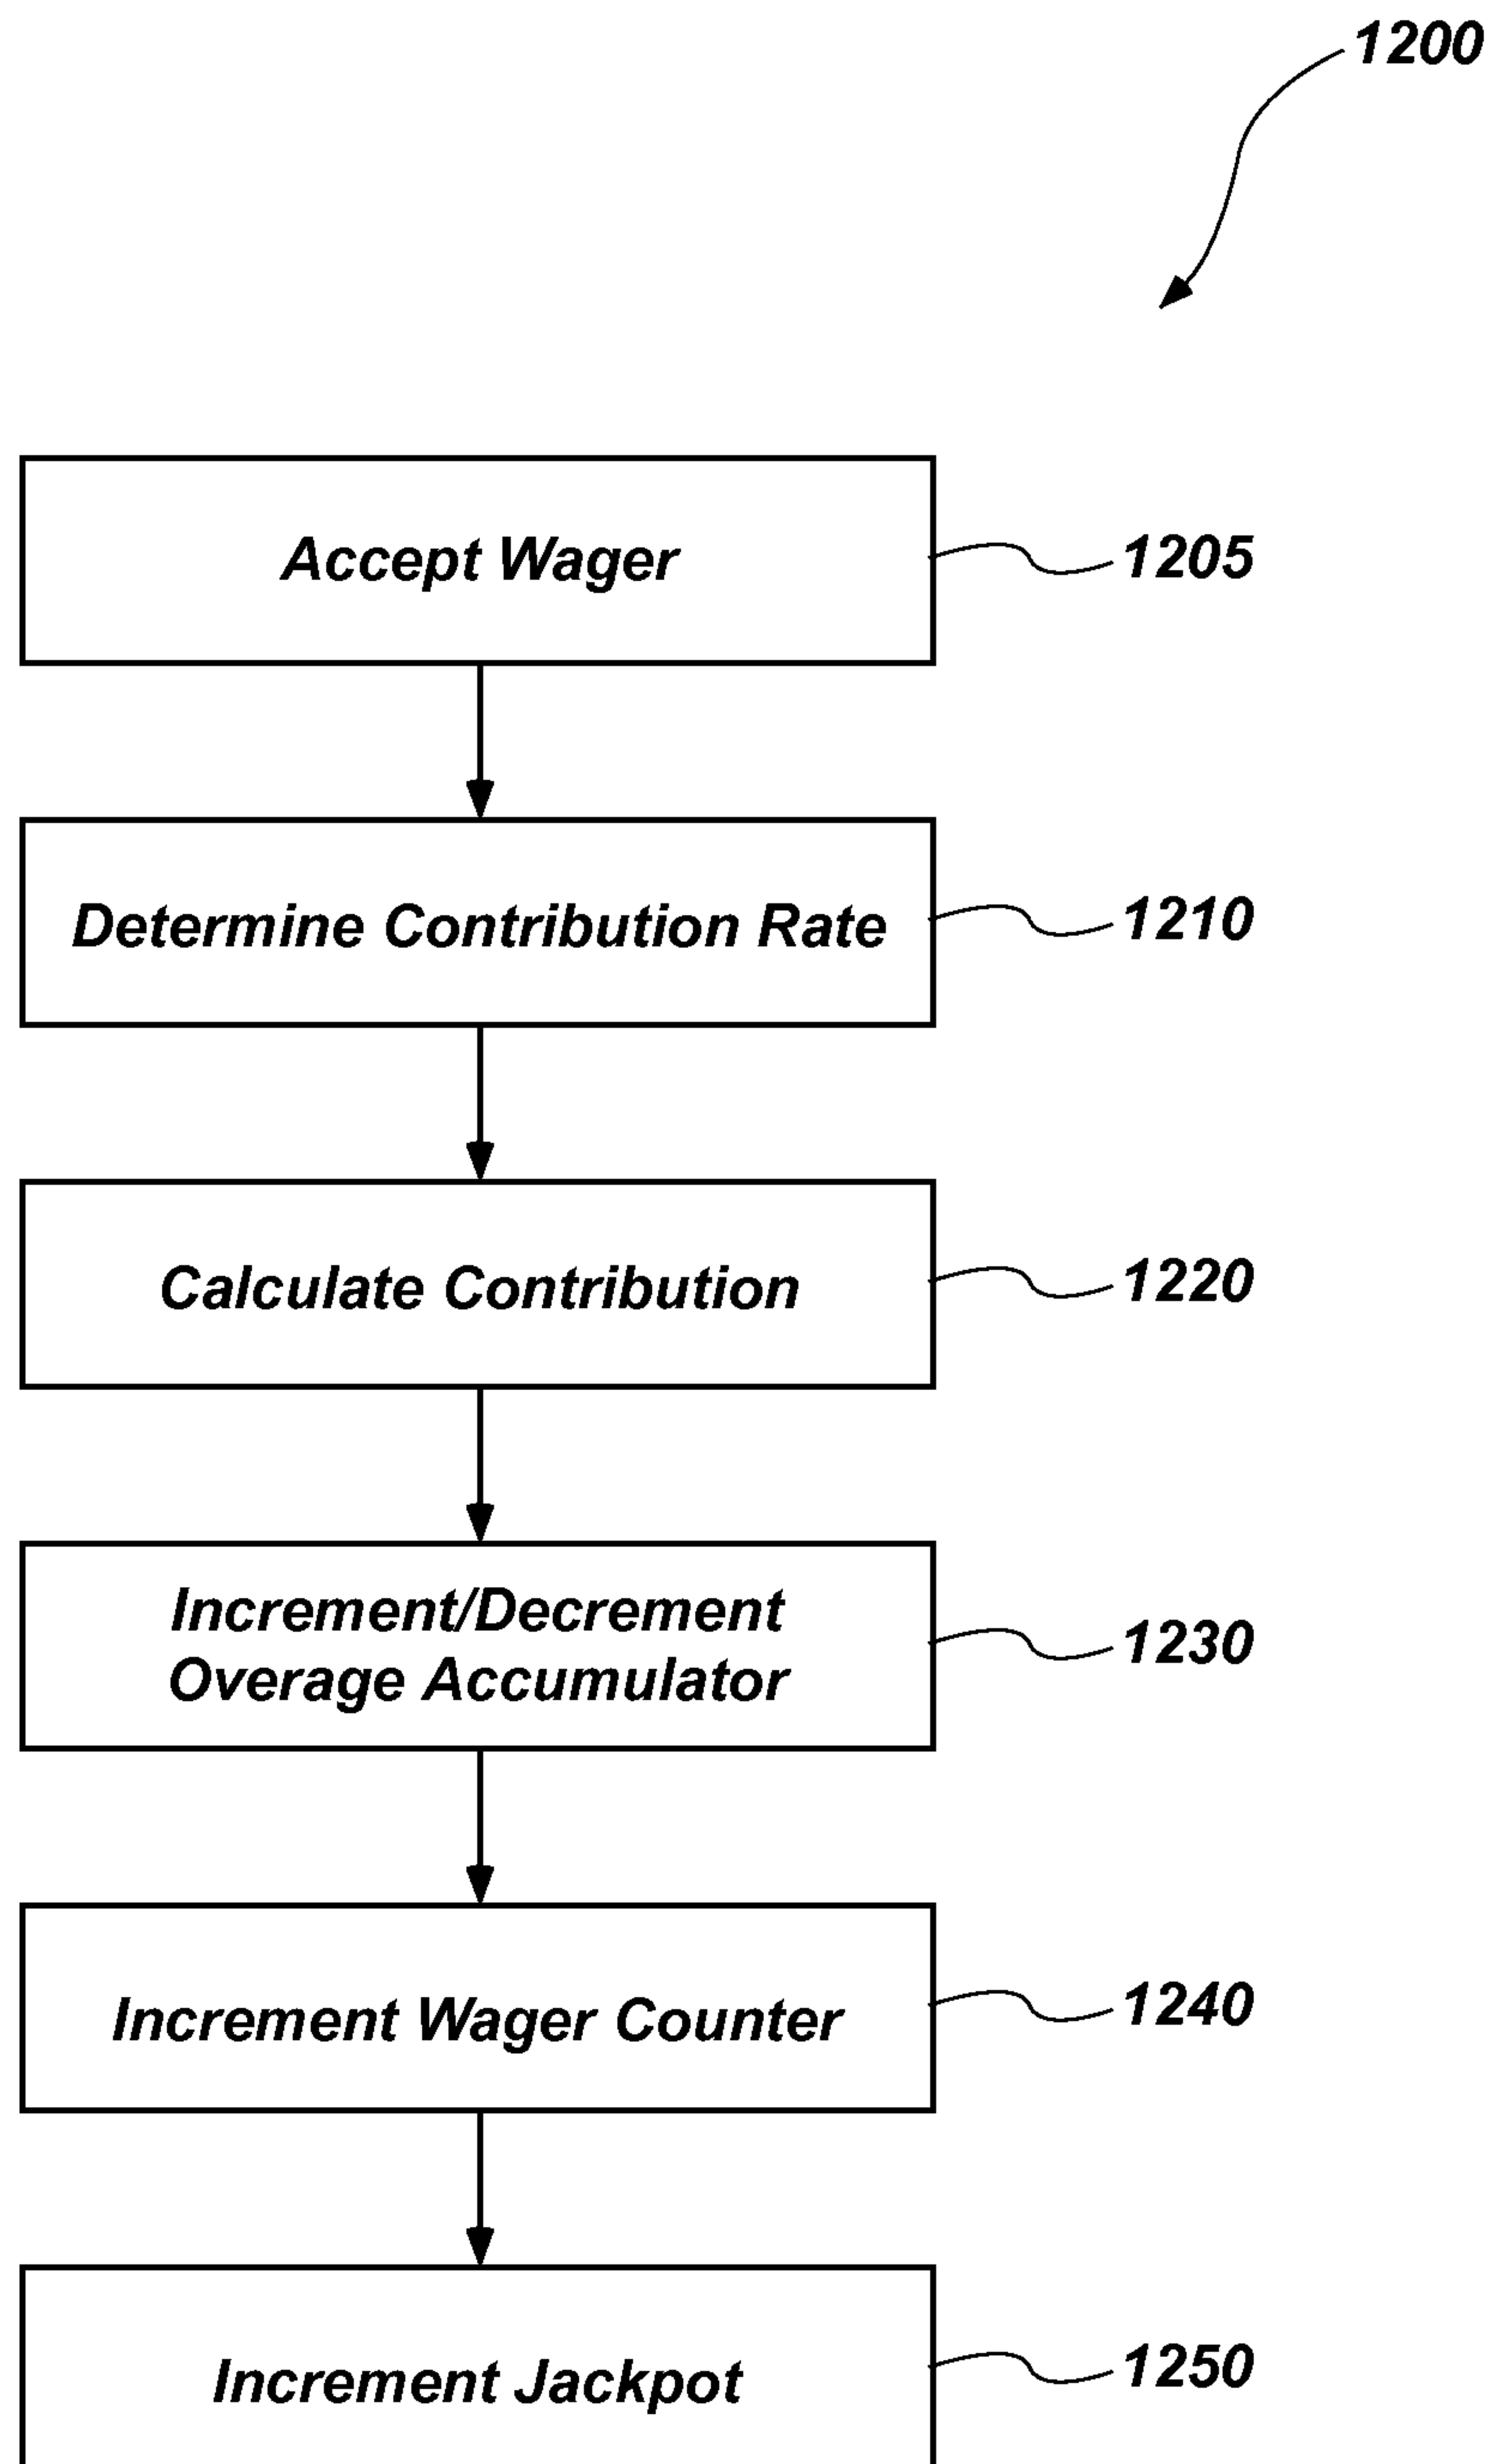 1200
Accept Wager
1205
Determine Contribution Rate
1210
Calculate Contribution
1220
Increment/Decrement
Overage Accumulator
1230
Increment Wager Counter
1240
Increment Jackpot
1250